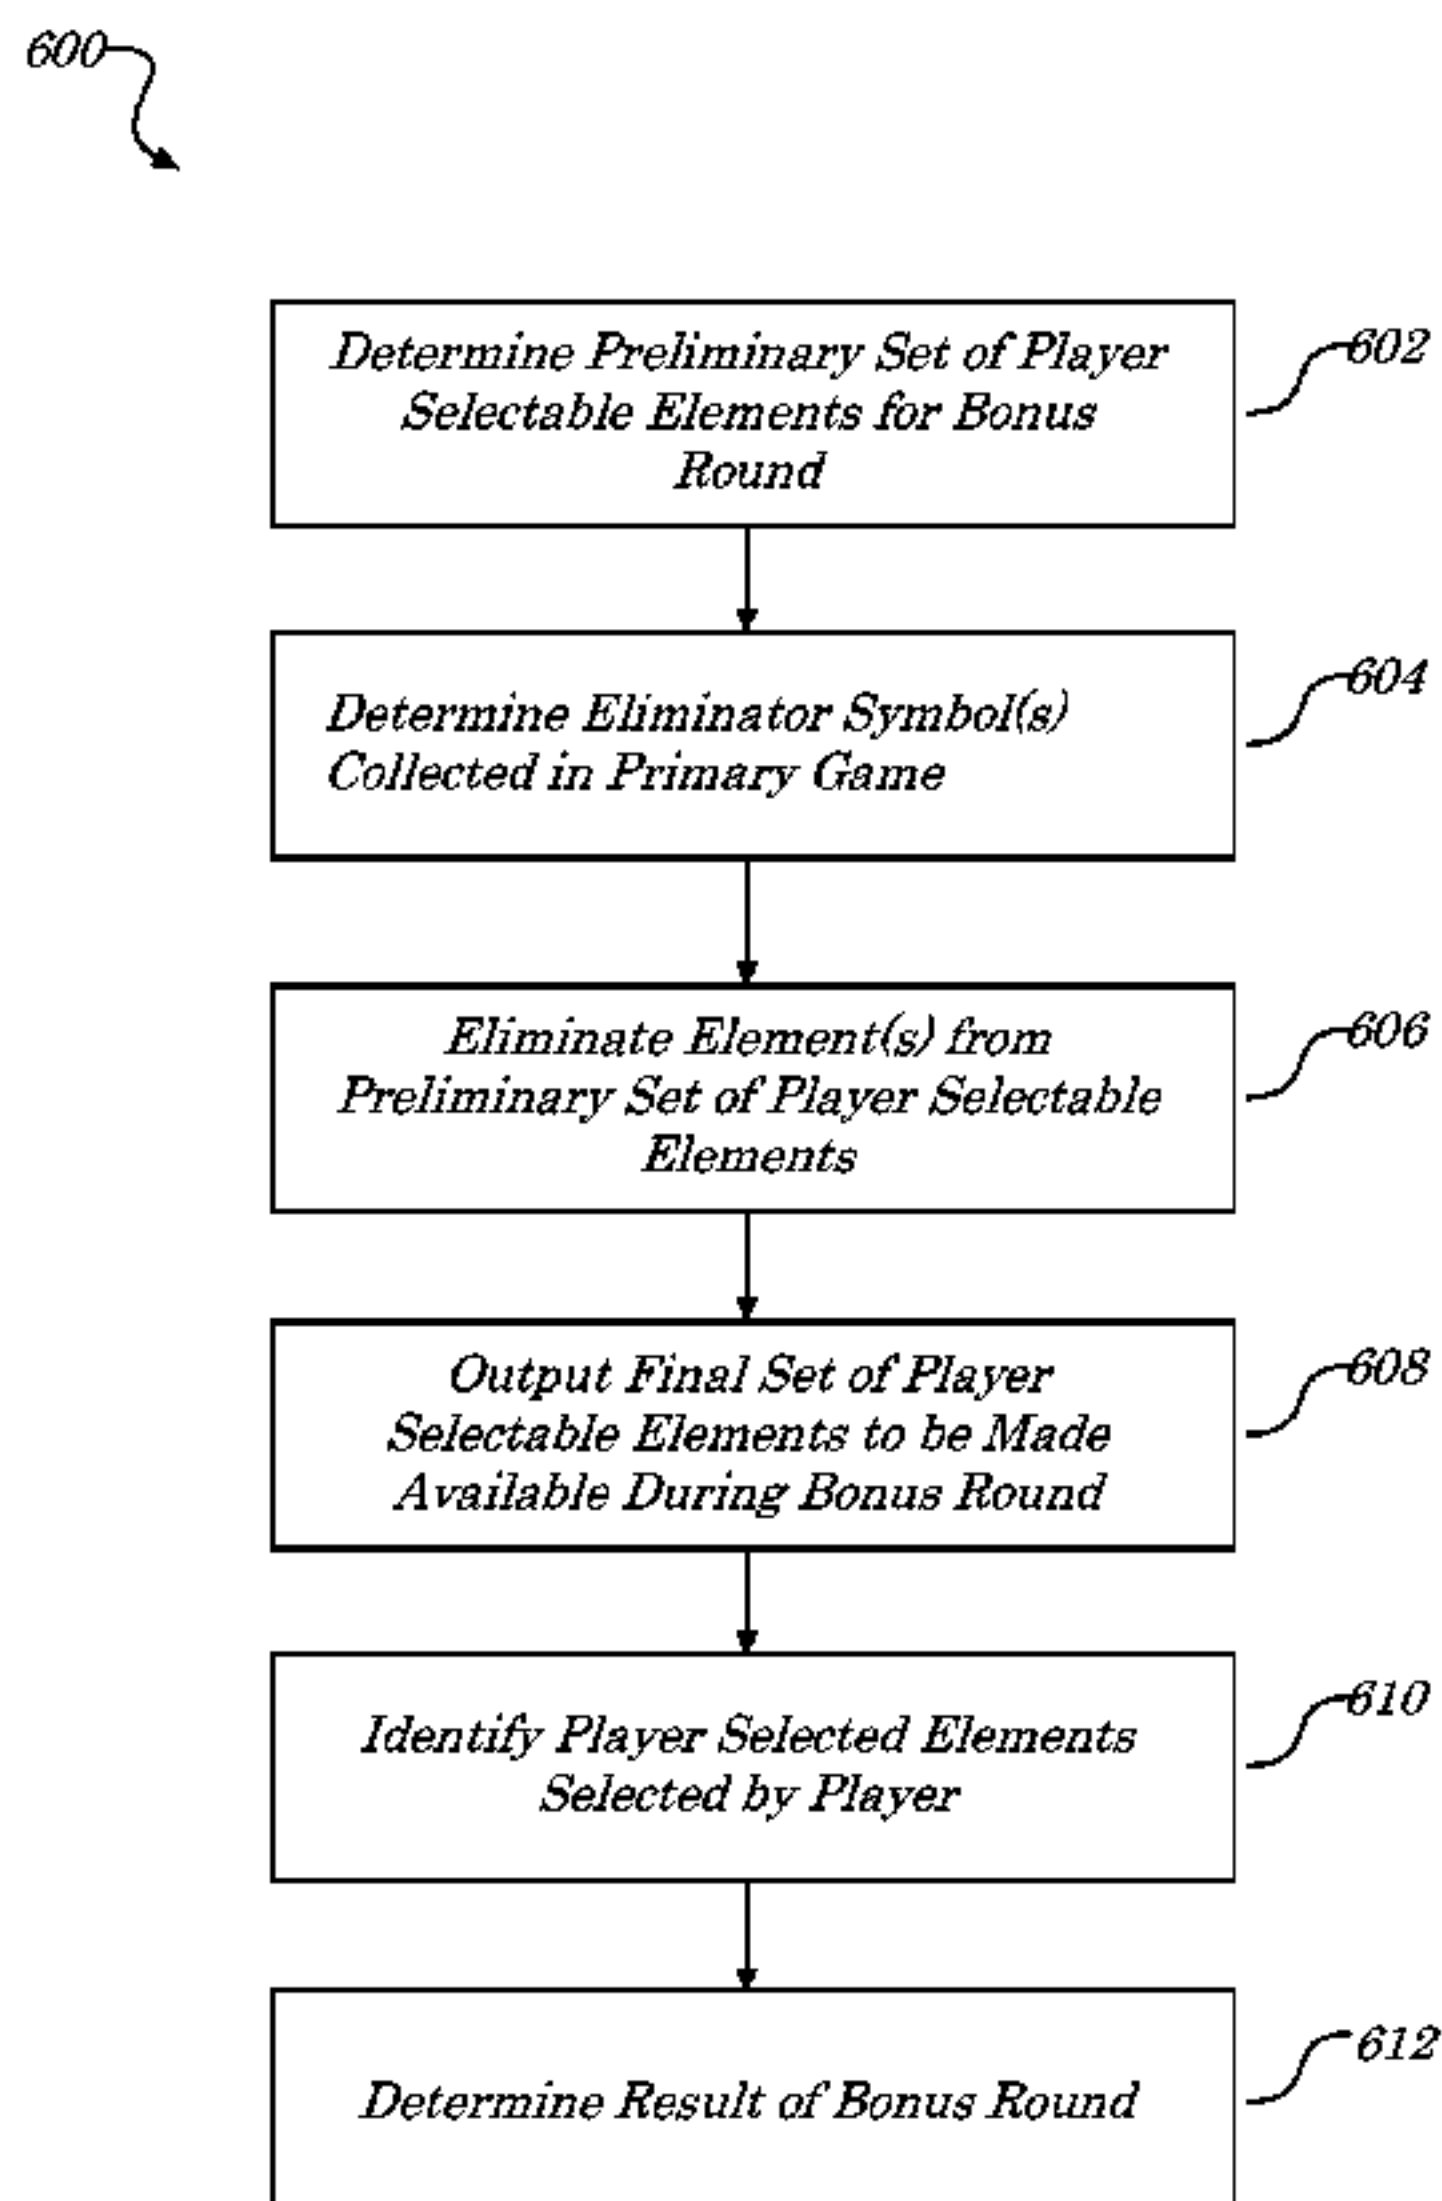 600
Determine Preliminary Set of Player
Selectable Elements for Bonus
Round
602
Determine Eliminator Symbol(s)
Collected in Primary Game
604
Eliminate Element(s) from
Preliminary Set of Player Selectable
Elements
606
Output Final Set of Player
Selectable Elements to be Made
Available During Bonus Round
608
Identify Player Selected Elements
Selected by Player
610
Determine Result of Bonus Round
612